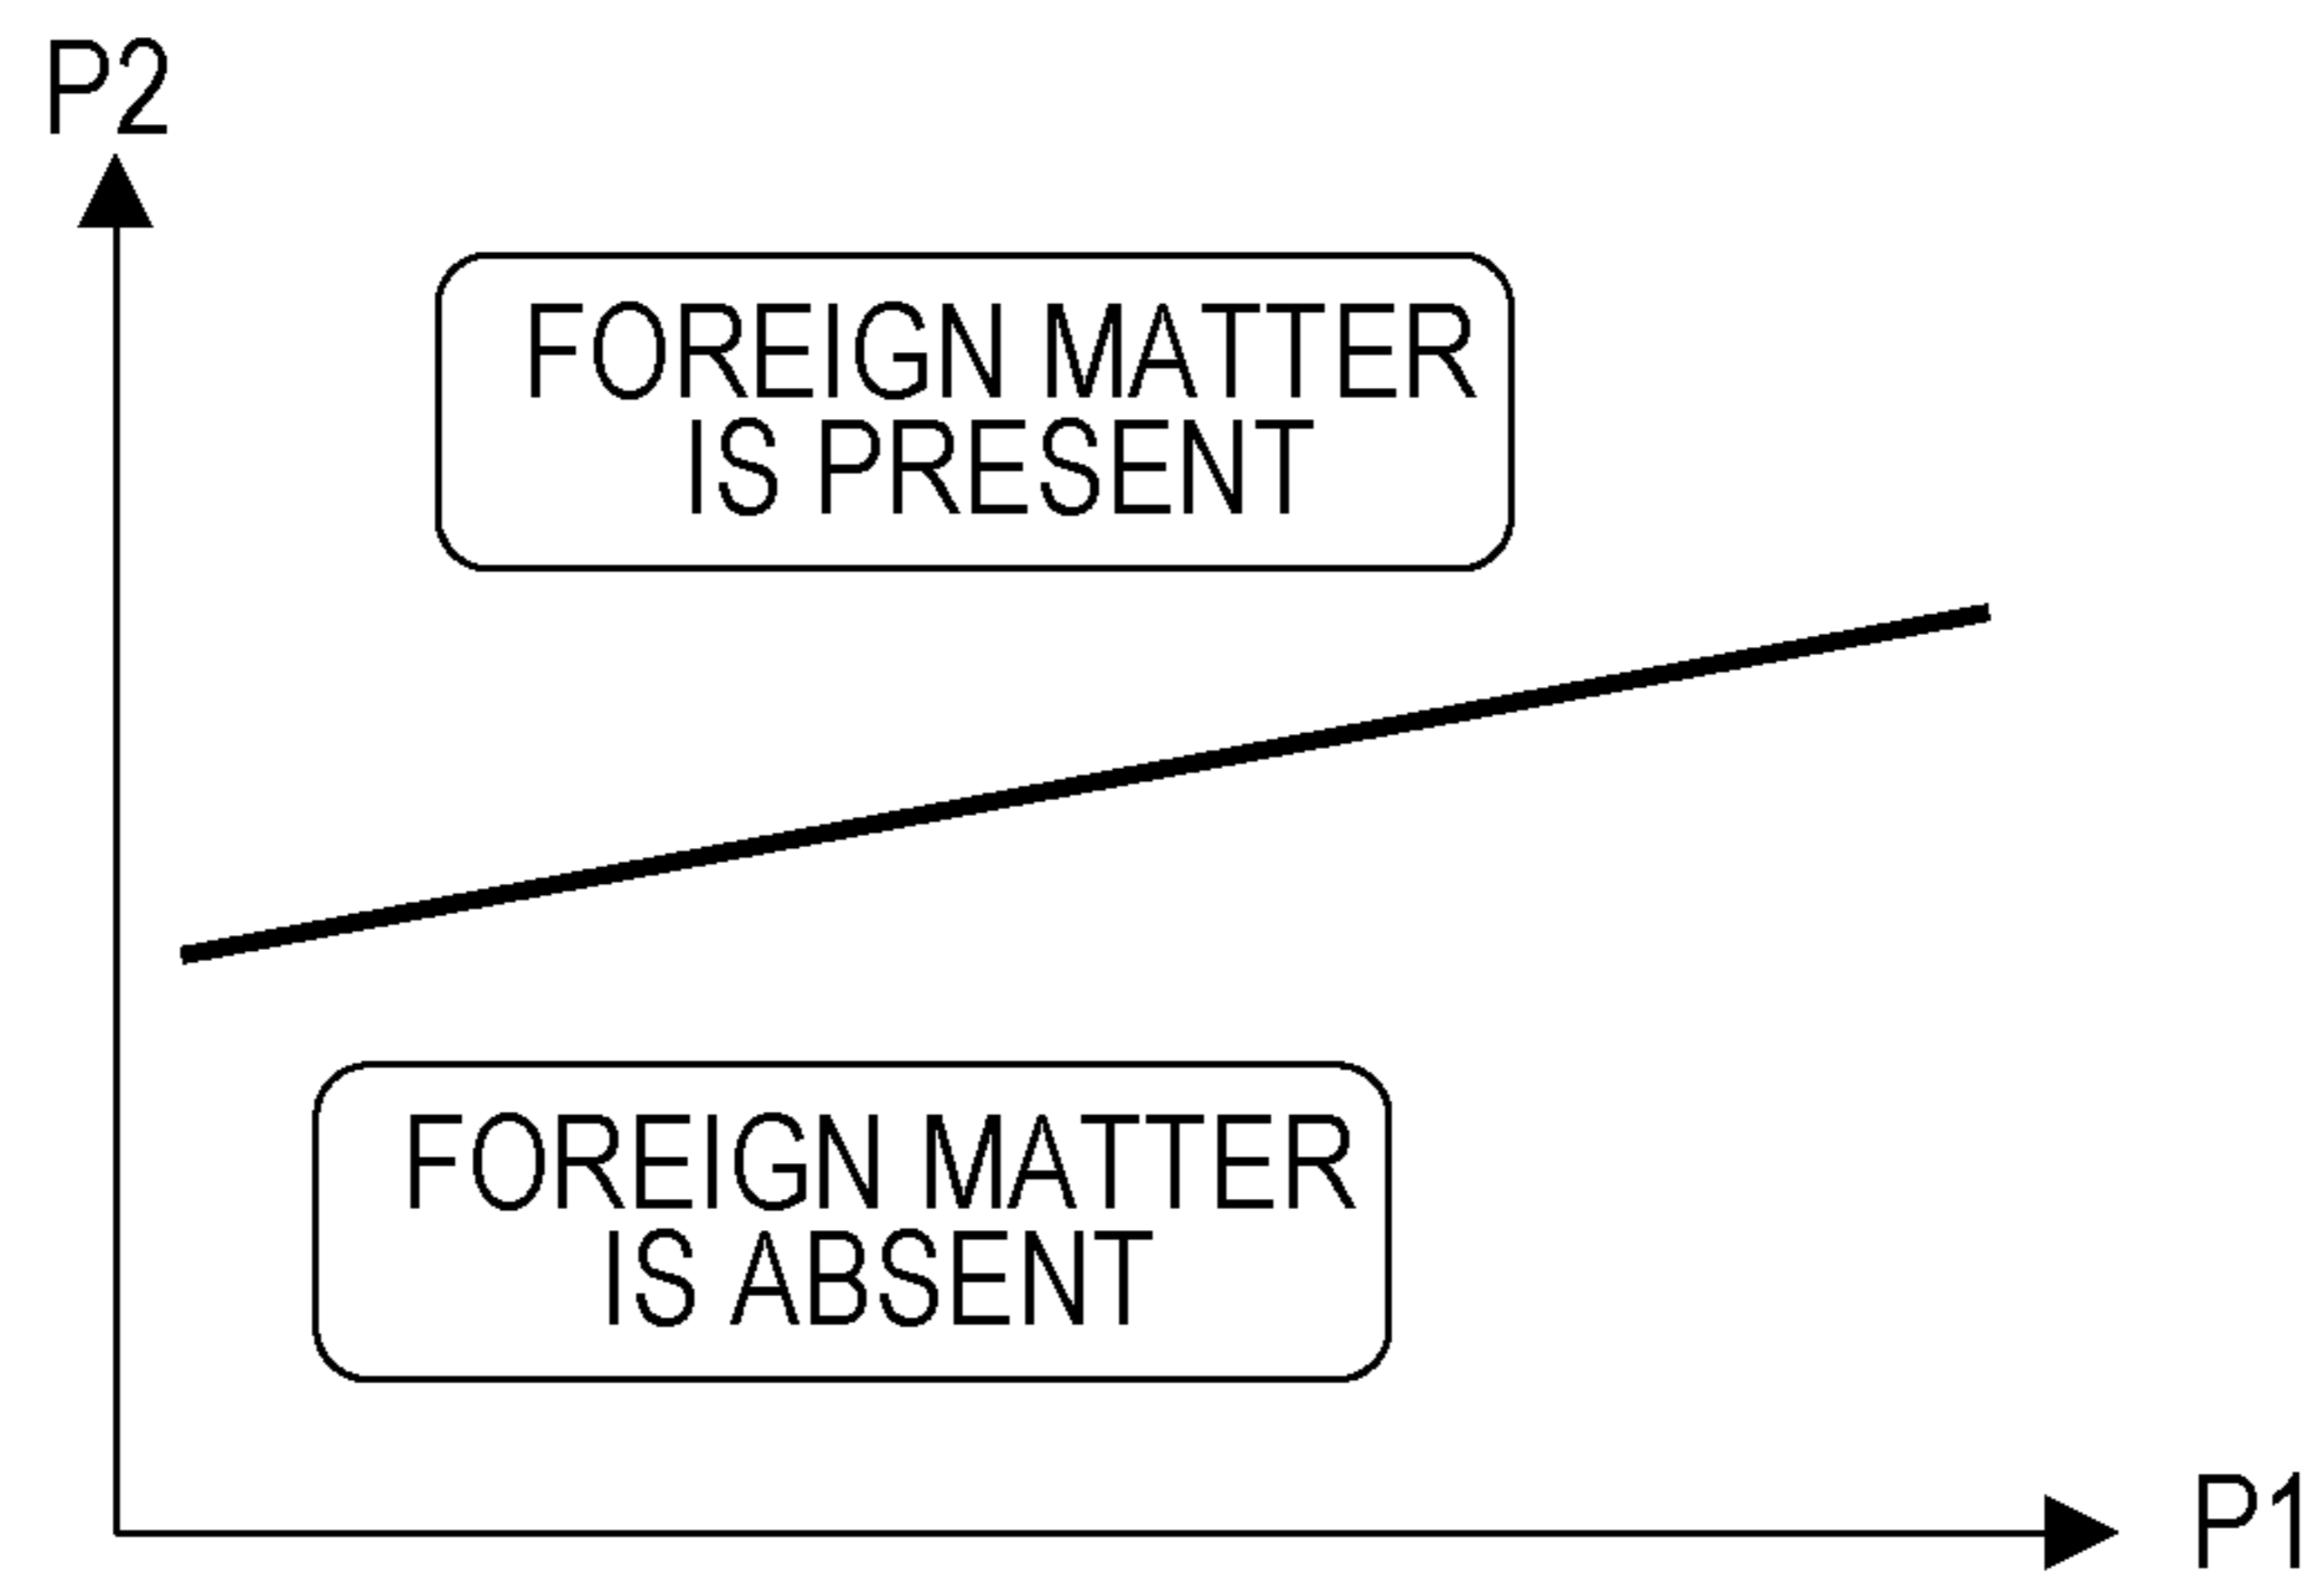 P2
FOREIGN MATTER
IS PRESENT
FOREIGN MATTER
IS ABSENT
P1